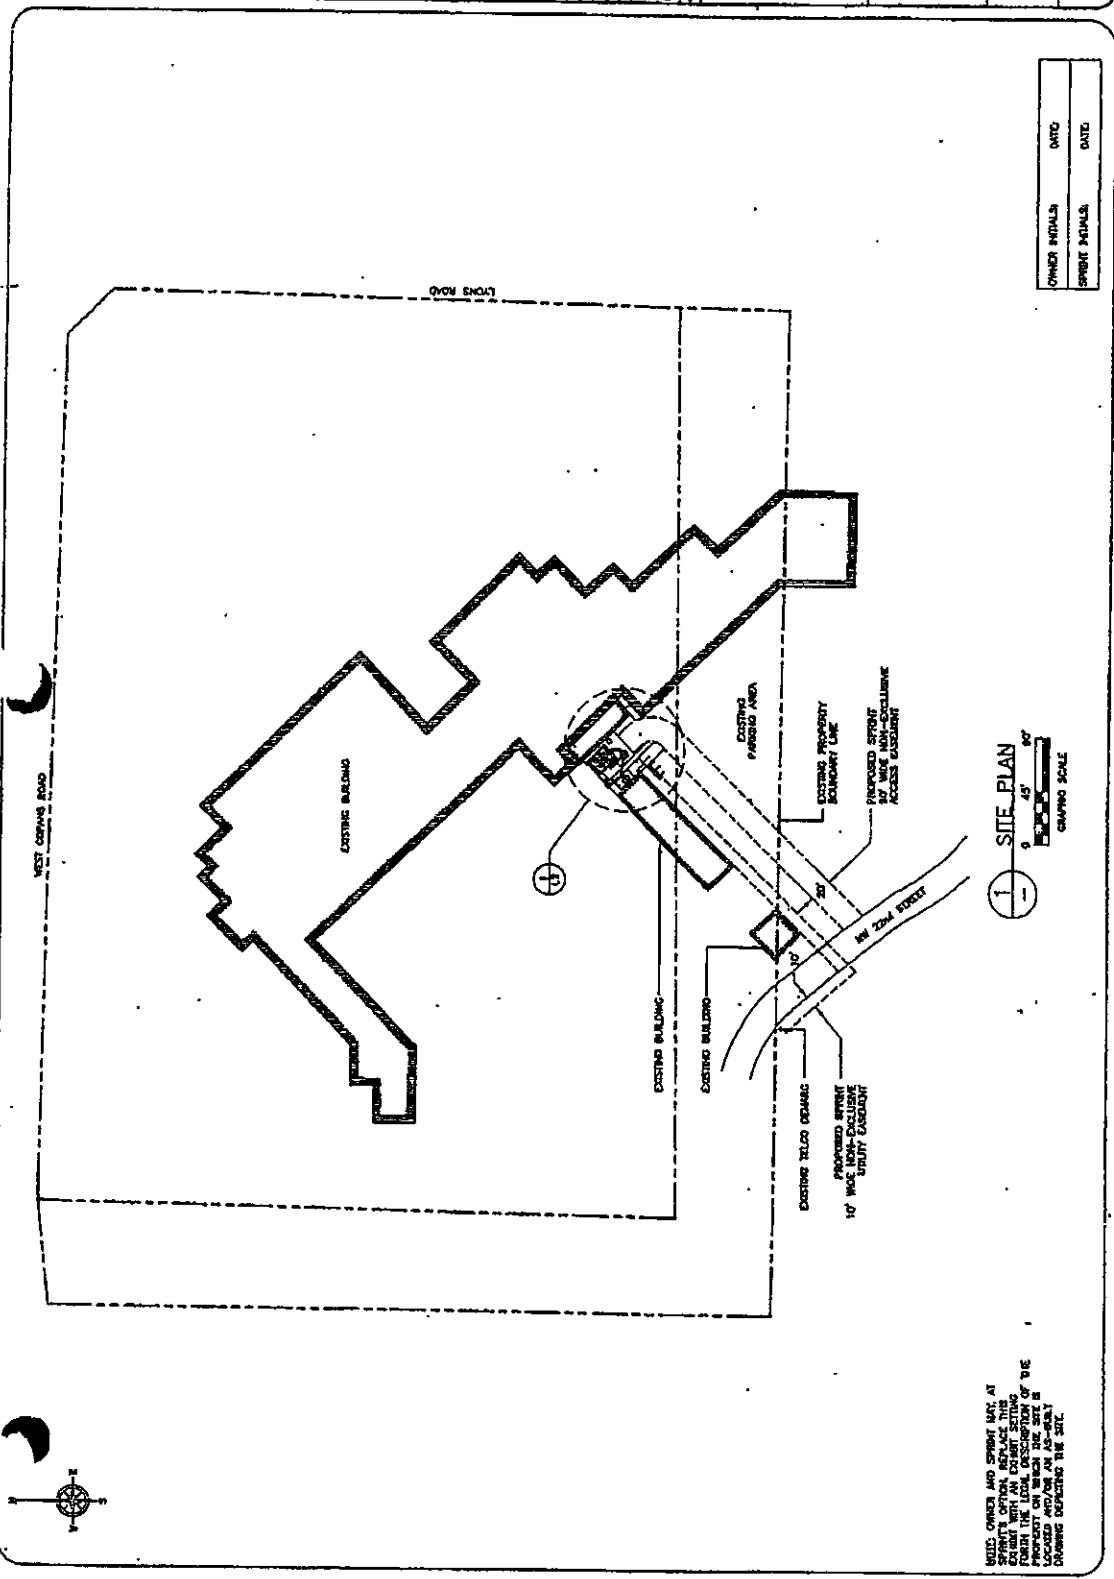 N
E
S
WEST COPANS ROAD
LYONS ROAD
EXISTING BUILDING
1
EXISTING BUILDING
EXISTING BUILDING
EXISTING
PARKING AREA
EXISTING PROPERTY
BOUNDARY LINE
PROPOSED SPRINT
WIDE NON-EXCLUSIVE
ACCESS EASEMENT
20'
10'
NW 22nd STREET
EXISTING TELCO DEMARC
PROPOSED SPRINT
10' WIDE NON-EXCLUSIVE
UTILITY EASEMENT
1
SITE PLAN
0 45' 90'
GRAPHIC SCALE
NOTE: OWNER AND SPRINT MAY, AT
SPRINT'S OPTION, REPLACE THIS
EXHIBIT WITH AN EXHIBIT SETTING
FORTH THE LEGAL DESCRIPTION OF THE
PROPERTY ON WHICH THE SITE IS
LOCATED AND/OR AN AS-BUILT
DRAWING DEPICTING THE SITE.
OWNER INITIALS: DATE:
SPRINT INITIALS: DATE: